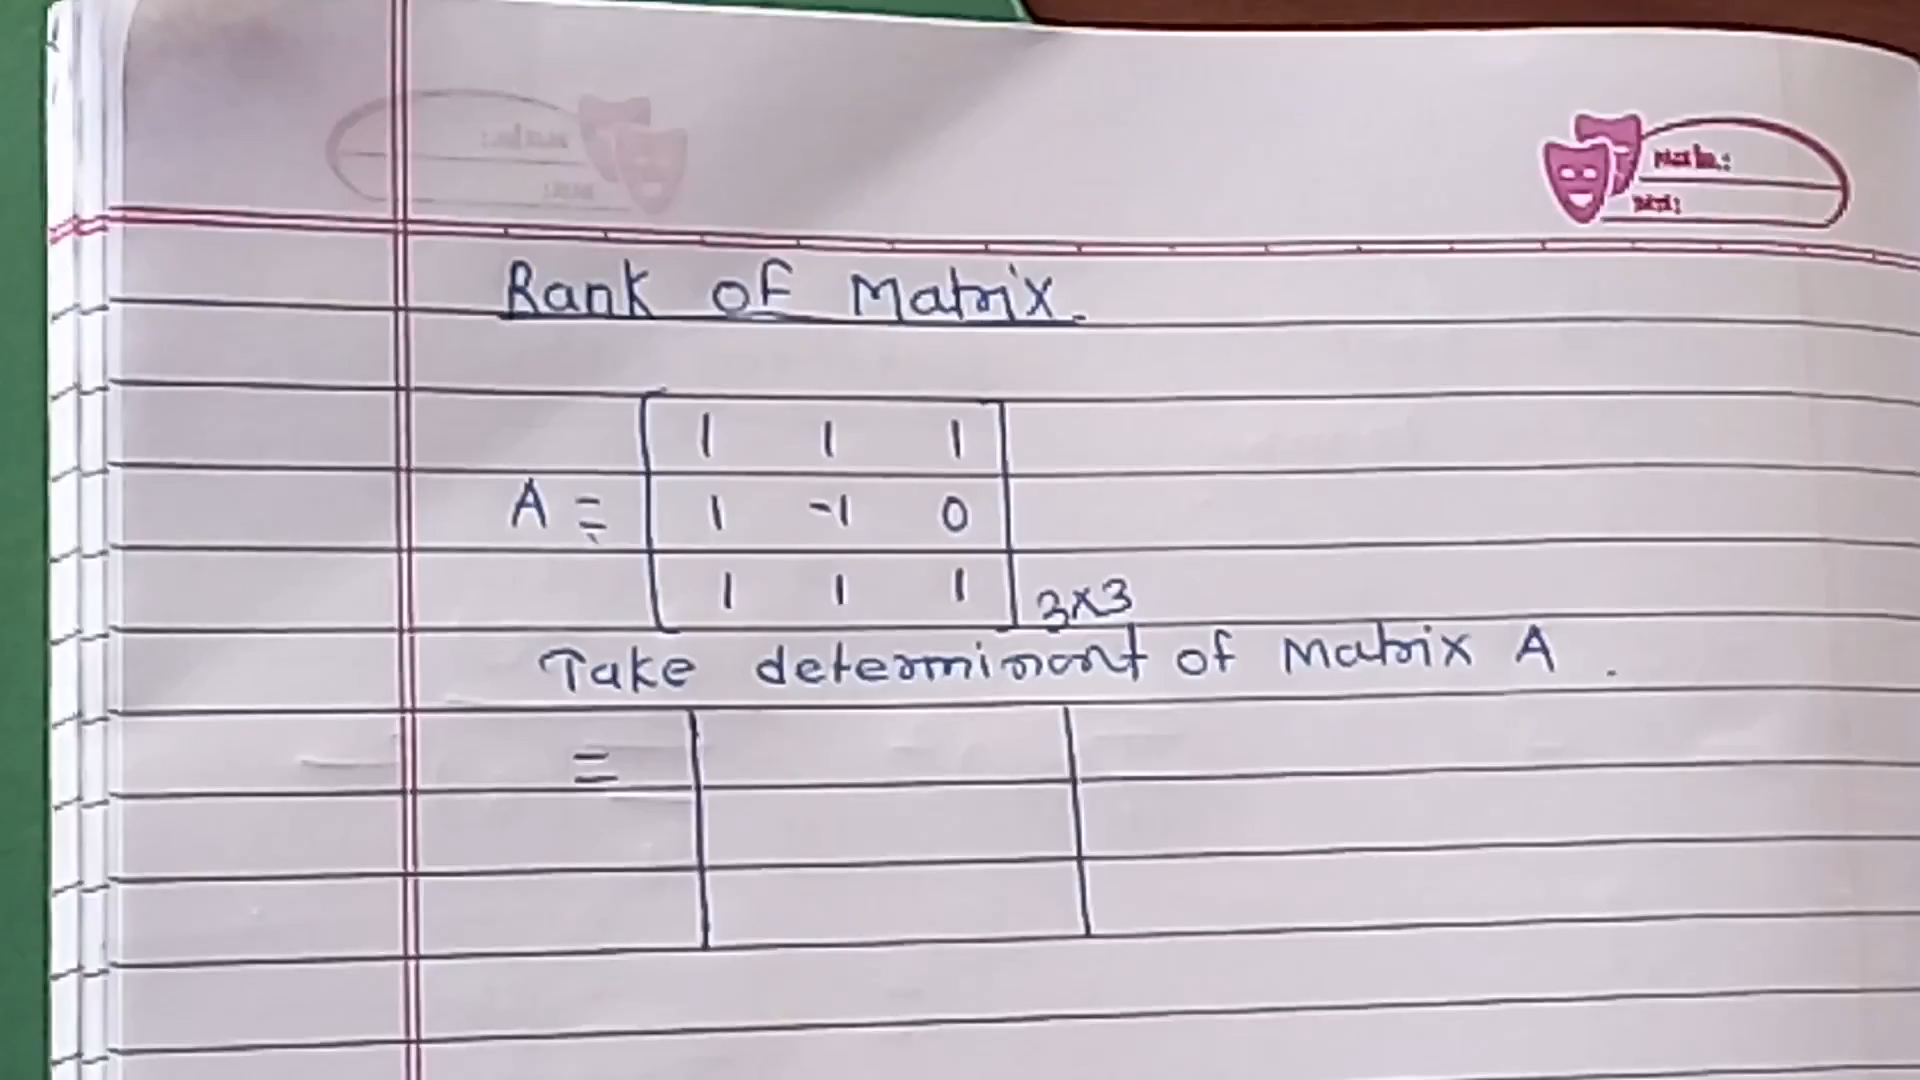 Rank of Matrix.
1 1 1
A = 1 -1 0
1 1 1 3x3
Take determinant of Matrix A .
=